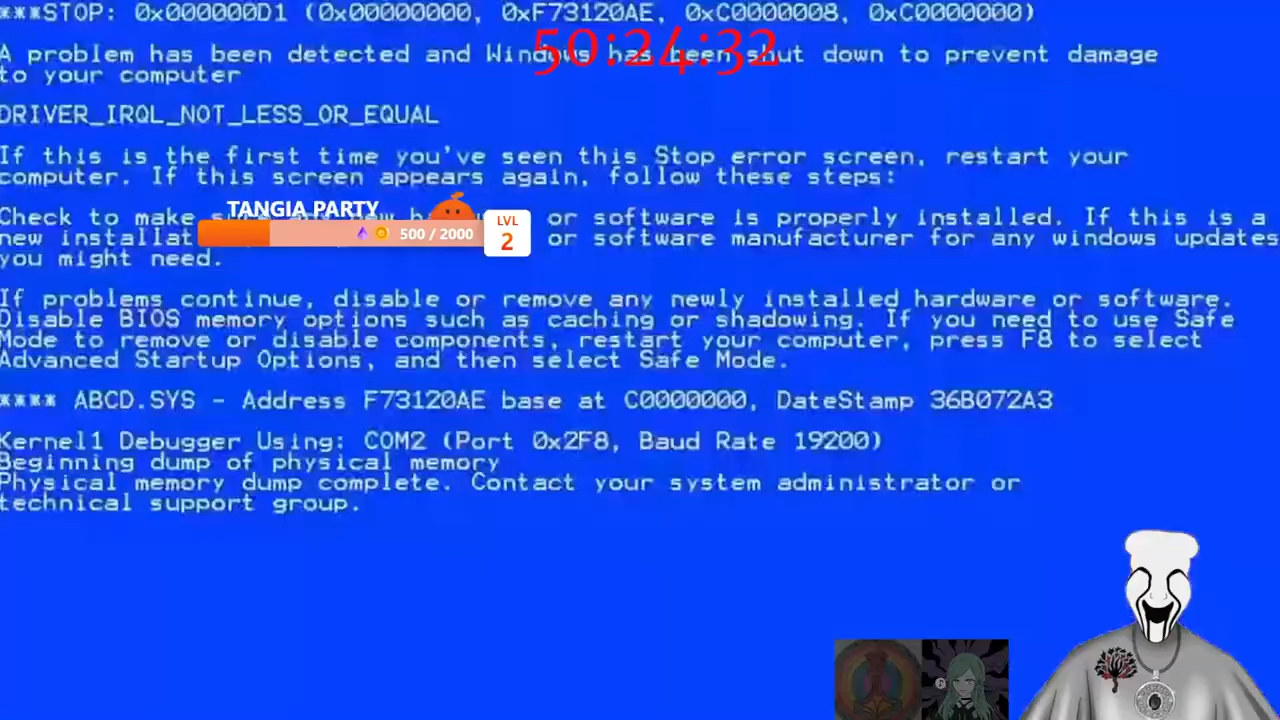 ***STOP: 0x000000D1 (0x00000000, 0xF73120AE, 0xC0000008, 0xC0000000)
50:24:32
A problem has been detected and Windows has been shut down to prevent damage
to your computer
DRIVER_IRQL_NOT_LESS_OR_EQUAL
If this is the first time you've seen this Stop error screen, restart your
computer. If this screen appears again, follow these steps:
TANGIA PARTY
LVL
2
500 / 2000
Check to make or software is properly installed. If this is a
new installat or software manufacturer for any windows updates
you might need.
If problems continue, disable or remove any newly installed hardware or software.
Disable BIOS memory options such as caching or shadowing. If you need to use Safe
Mode to remove or disable components, restart your computer, press F8 to select
Advanced Startup Options, and then select Safe Mode.
**** ABCD.SYS - Address F73120AE base at C0000000, DateStamp 36B072A3
Kernel1 Debugger Using: COM2 (Port 0x2F8, Baud Rate 19200)
Beginning dump of physical memory
Physical memory dump complete. Contact your system administrator or
technical support group.